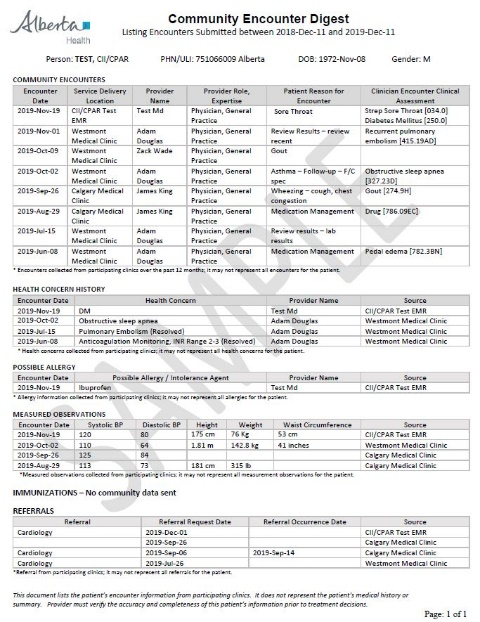 Alberta
Health
Community Encounter Digest
Listing Encounters Submitted between 2018-Dec-11 and 2019-Dec-11
Person: TEST, CII/CPAR PHN/ULI: 751066009 Alberta DOB: 1972-Nov-08 Gender: M
COMMUNITY ENCOUNTERS
Encounter Service Delivery Provider Provider Role, Patient Reason for Clinician Encounter Clinical
Date Location Name Expertise Encounter Assessment
2019-Nov-19 CII/CPAR Test Test Md Physician, General Sore Throat Strep Sore Throat [034.0]
EMR Practice Diabetes Mellitus [250.0]
2019-Nov-01 Westmont Adam Physician, General Review Results – review Recurrent pulmonary
Medical Clinic Douglas Practice recent embolism [415.19AD]
2019-Oct-09 Westmont Zack Wade Physician, General Gout
Medical Clinic Practice
2019-Oct-02 Westmont Adam Physician, General Asthma – Follow-up – F/C Obstructive sleep apnea
Medical Clinic Douglas Practice spec [327.23D]
2019-Sep-26 Calgary Medical James King Physician, General Wheezing – cough, chest Gout [274.9H]
Clinic Practice congestion
2019-Aug-29 Calgary Medical James King Physician, General Medication Management Drug [786.09EC]
Clinic Practice
2019-Jul-15 Westmont Adam Physician, General Review results – lab
Medical Clinic Douglas Practice results
2019-Jun-08 Westmont Adam Physician, General Medication Management Pedal edema [782.3BN]
Medical Clinic Douglas Practice
* Encounters collected from participating clinics over the past 12 months; it may not represent all encounters for the patient.
HEALTH CONCERN HISTORY
Encounter Date Health Concern Provider Name Source
2019-Nov-19 DM Test Md CII/CPAR Test EMR
2019-Oct-02 Obstructive sleep apnea Adam Douglas Westmont Medical Clinic
2019-Jul-15 Pulmonary Embolism (Resolved) Adam Douglas Westmont Medical Clinic
2019-Jun-08 Anticoagulation Monitoring, INR Range 2-3 (Resolved) Adam Douglas Westmont Medical Clinic
* Health concerns collected from participating clinics; it may not represent all health concerns for the patient.
POSSIBLE ALLERGY
Encounter Date Possible Allergy / Intolerance Agent Provider Name Source
2019-Nov-19 Ibuprofen Test Md CII/CPAR Test EMR
* Allergy information collected from participating clinics; it may not represent all allergies for the patient.
MEASURED OBSERVATIONS
Encounter Date Systolic BP Diastolic BP Height Weight Waist Circumference Source
2019-Nov-19 120 80 175 cm 76 Kg 53 cm CII/CPAR Test EMR
2019-Oct-02 110 64 1.81 m 142.8 kg 41 inches Westmont Medical Clinic
2019-Sep-26 125 84 Calgary Medical Clinic
2019-Aug-29 113 73 181 cm 315 lb Calgary Medical Clinic
*Measured observations collected from participating clinics; it may not represent all measurement observations for the patient.
IMMUNIZATIONS – No community data sent
REFERRALS
Referral Referral Request Date Referral Occurrence Date Source
Cardiology 2019-Dec-01 CII/CPAR Test EMR
2019-Sep-26 Calgary Medical Clinic
Cardiology 2019-Sep-06 2019-Sep-14 Calgary Medical Clinic
Cardiology 2019-Jul-26 Westmont Medical Clinic
*Referral from participating clinics; it may not represent all referrals for the patient.
This document lists the patient's encounter information from participating clinics. It does not represent the patient's medical history or
summary. Provider must verify the accuracy and completeness of this patient's information prior to treatment decisions.
Page: 1 of 1
SAMPLE